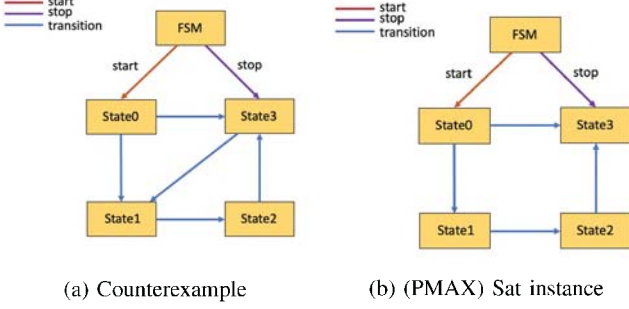 start
stop
transition
FSM
start
stop
State0
State3
State1
State2
(a) Counterexample
start
stop
transition
FSM
start
stop
State0
State3
State1
State2
(b) (PMAX) Sat instance